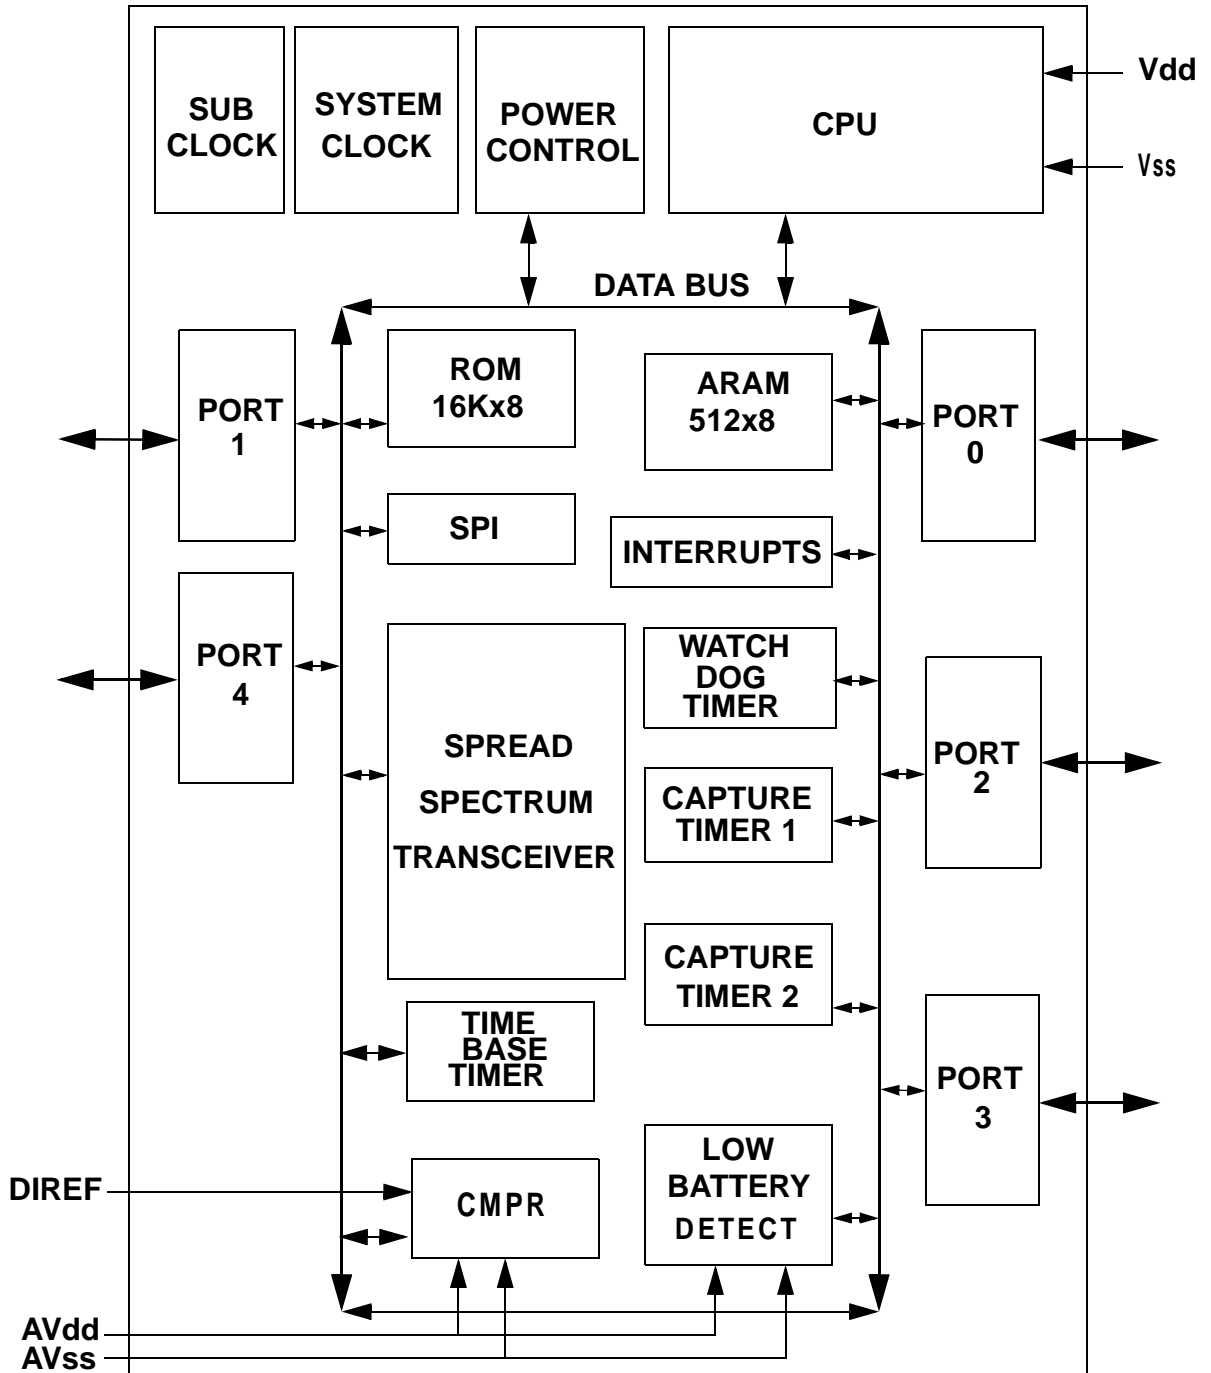 SUB
CLOCK
SYSTEM
CLOCK
POWER
CONTROL
CPU
Vdd
Vss
DATA BUS
PORT
1
ROM
16Kx8
ARAM
512x8
PORT
0
SPI
INTERRUPTS
PORT
4
SPREAD
SPECTRUM
TRANSCEIVER
WATCH
DOG
TIMER
PORT
2
CAPTURE
TIMER 1
CAPTURE
TIMER 2
TIME
BASE
TIMER
PORT
3
DIREF
CMPR
LOW
BATTERY
DETECT
AVdd
AVss